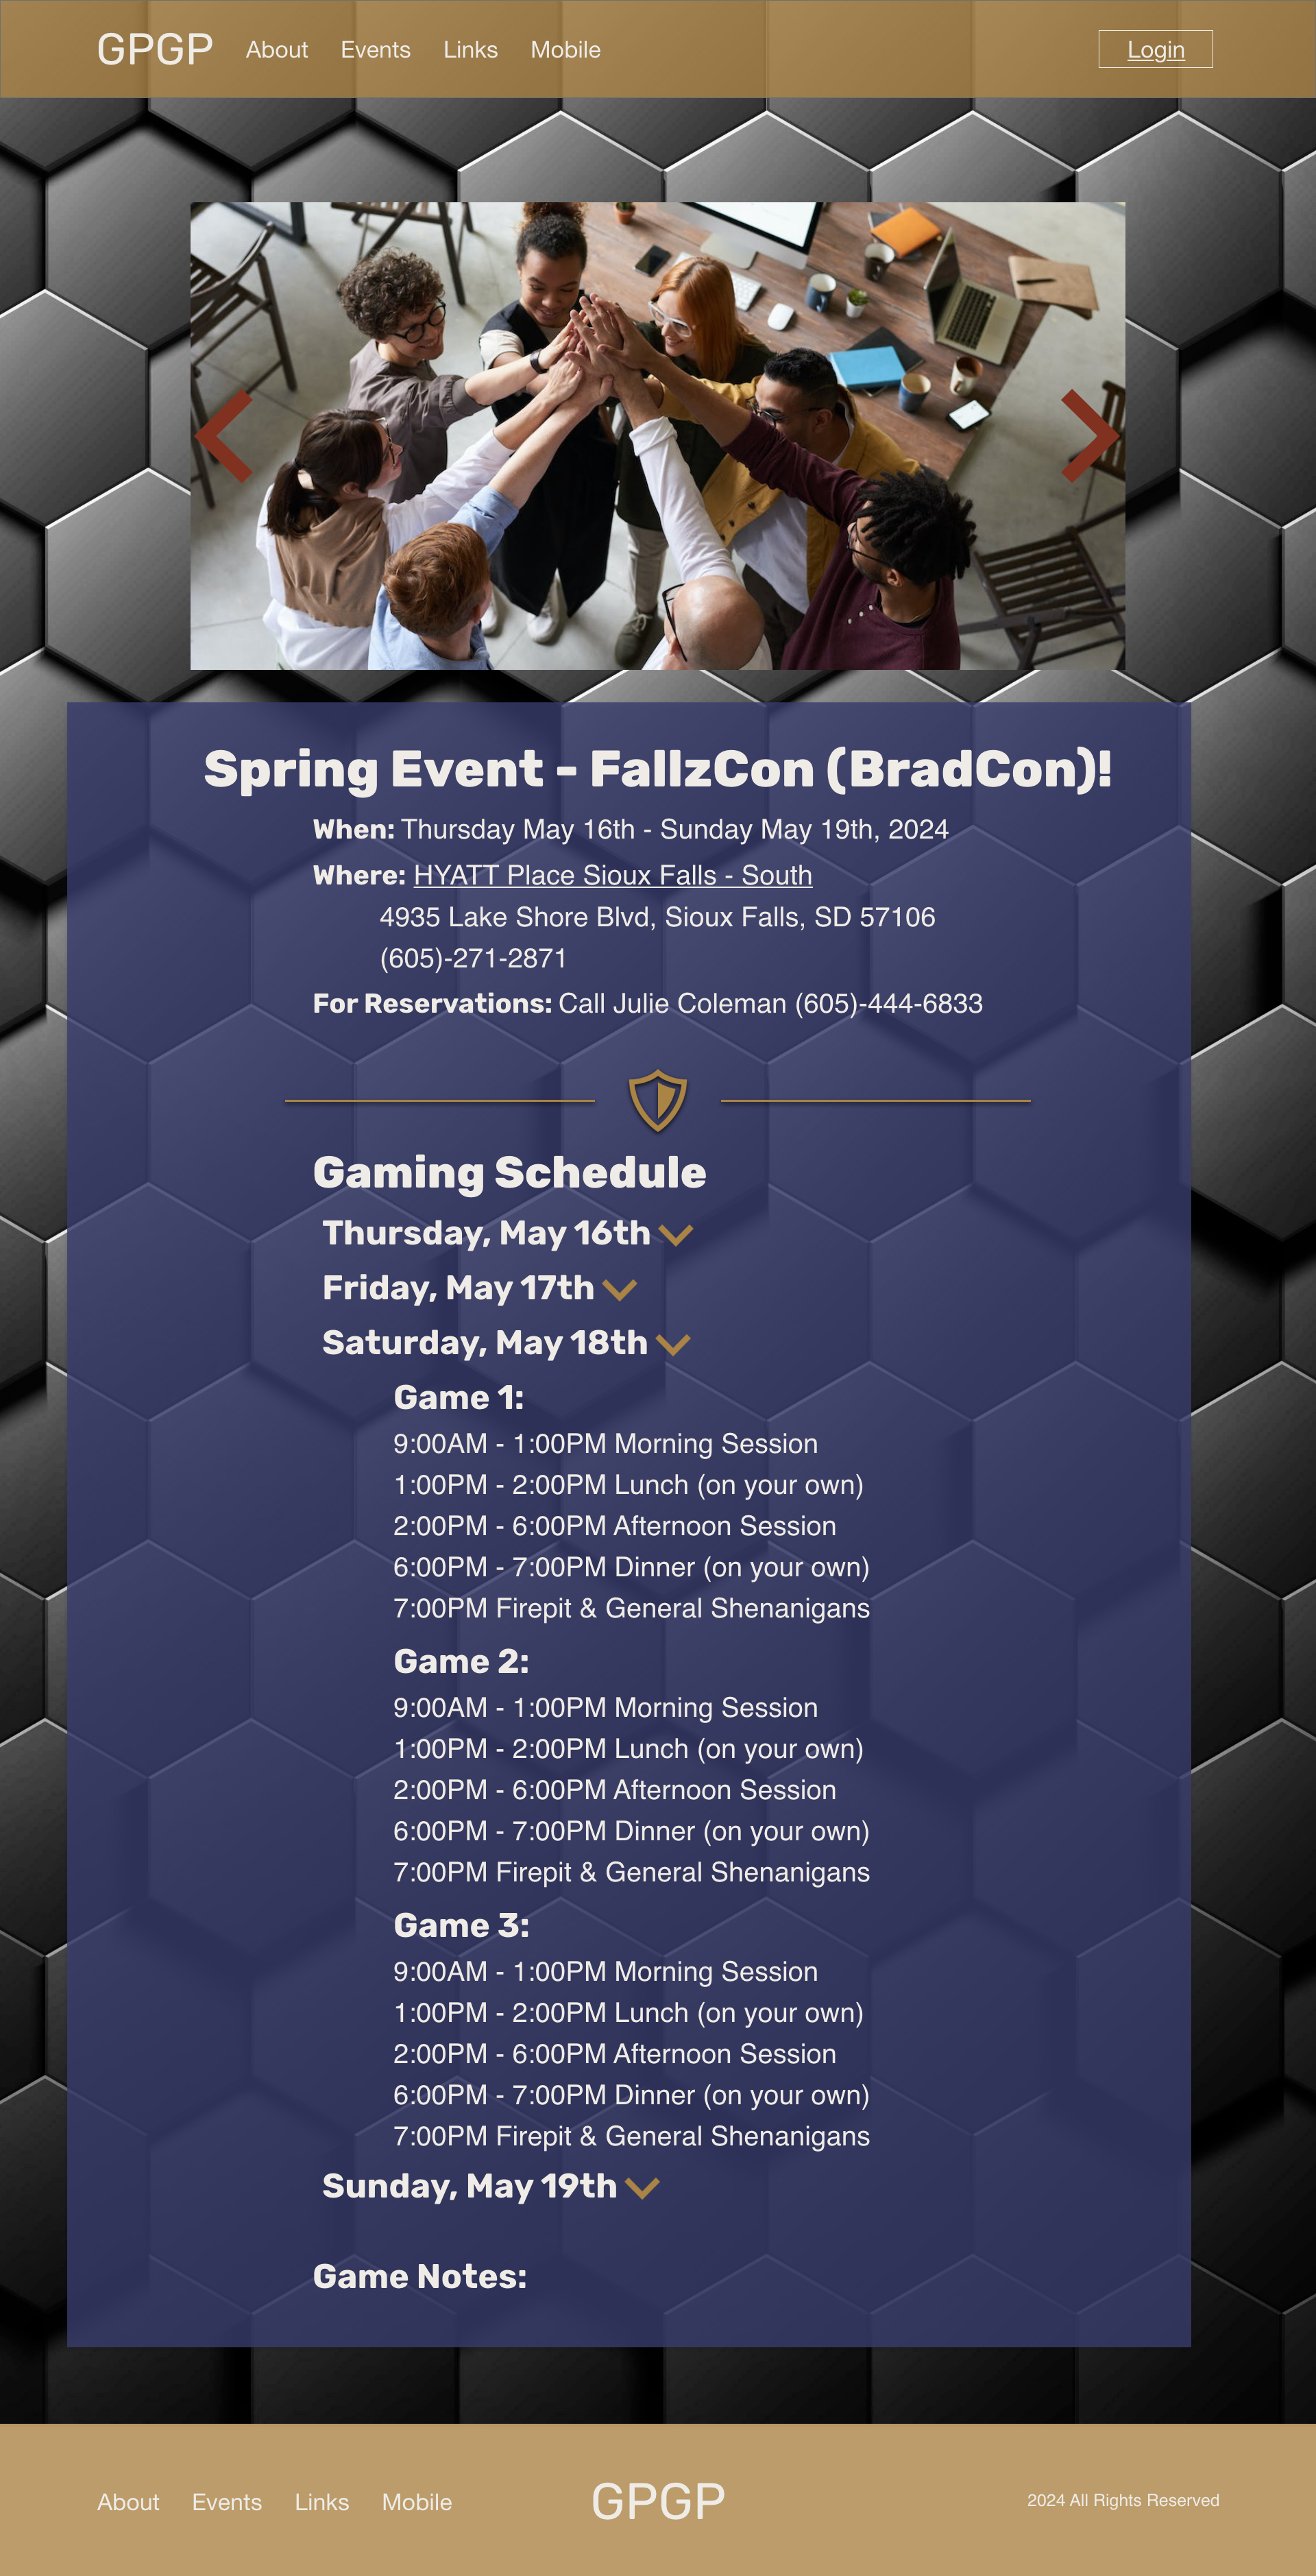 GPGP About Events Links Mobile Login
Spring Event - FallzCon (BradCon)!
When: Thursday May 16th - Sunday May 19th, 2024
Where: HYATT Place Sioux Falls - South
4935 Lake Shore Blvd, Sioux Falls, SD 57106
(605)-271-2871
For Reservations: Call Julie Coleman (605)-444-6833
Gaming Schedule
Thursday, May 16th
Friday, May 17th
Saturday, May 18th
Game 1:
9:00AM - 1:00PM Morning Session
1:00PM - 2:00PM Lunch (on your own)
2:00PM - 6:00PM Afternoon Session
6:00PM - 7:00PM Dinner (on your own)
7:00PM Firepit & General Shenanigans
Game 2:
9:00AM - 1:00PM Morning Session
1:00PM - 2:00PM Lunch (on your own)
2:00PM - 6:00PM Afternoon Session
6:00PM - 7:00PM Dinner (on your own)
7:00PM Firepit & General Shenanigans
Game 3:
9:00AM - 1:00PM Morning Session
1:00PM - 2:00PM Lunch (on your own)
2:00PM - 6:00PM Afternoon Session
6:00PM - 7:00PM Dinner (on your own)
7:00PM Firepit & General Shenanigans
Sunday, May 19th
Game Notes:
About Events Links Mobile GPGP 2024 All Rights Reserved